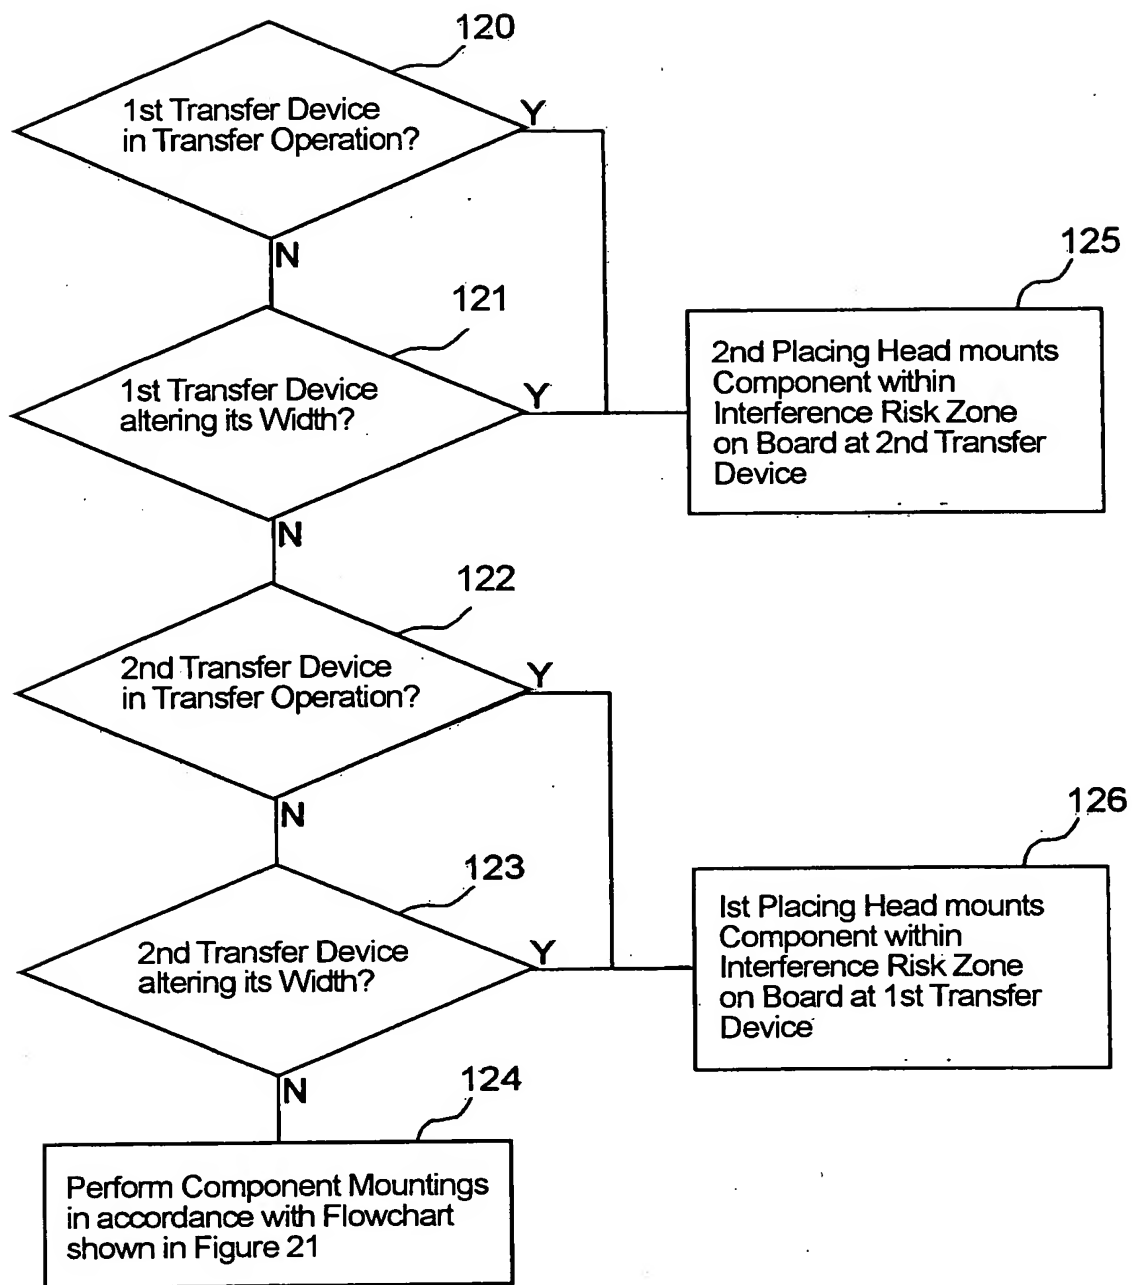 120
1st Transfer Device
in Transfer Operation?
Y
N
121
1st Transfer Device
altering its Width?
Y
125
2nd Placing Head mounts
Component within
Interference Risk Zone
on Board at 2nd Transfer
Device
N
122
2nd Transfer Device
in Transfer Operation?
Y
N
123
2nd Transfer Device
altering its Width?
Y
126
Ist Placing Head mounts
Component within
Interference Risk Zone
on Board at 1st Transfer
Device
N
124
Perform Component Mountings
in accordance with Flowchart
shown in Figure 21